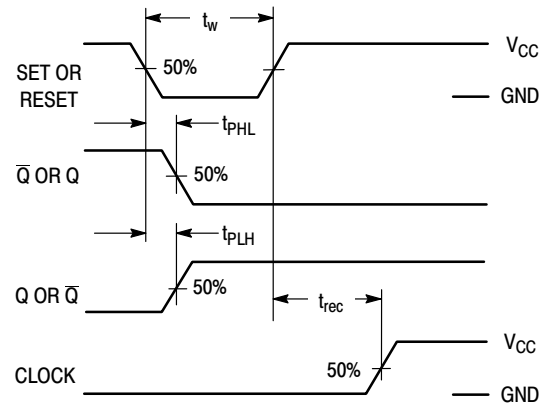 tw
VCC
SET OR
RESET
50%
GND
tPHL
Q̅ OR Q
50%
tPLH
Q OR Q̅
50%
trec
VCC
50%
CLOCK
GND